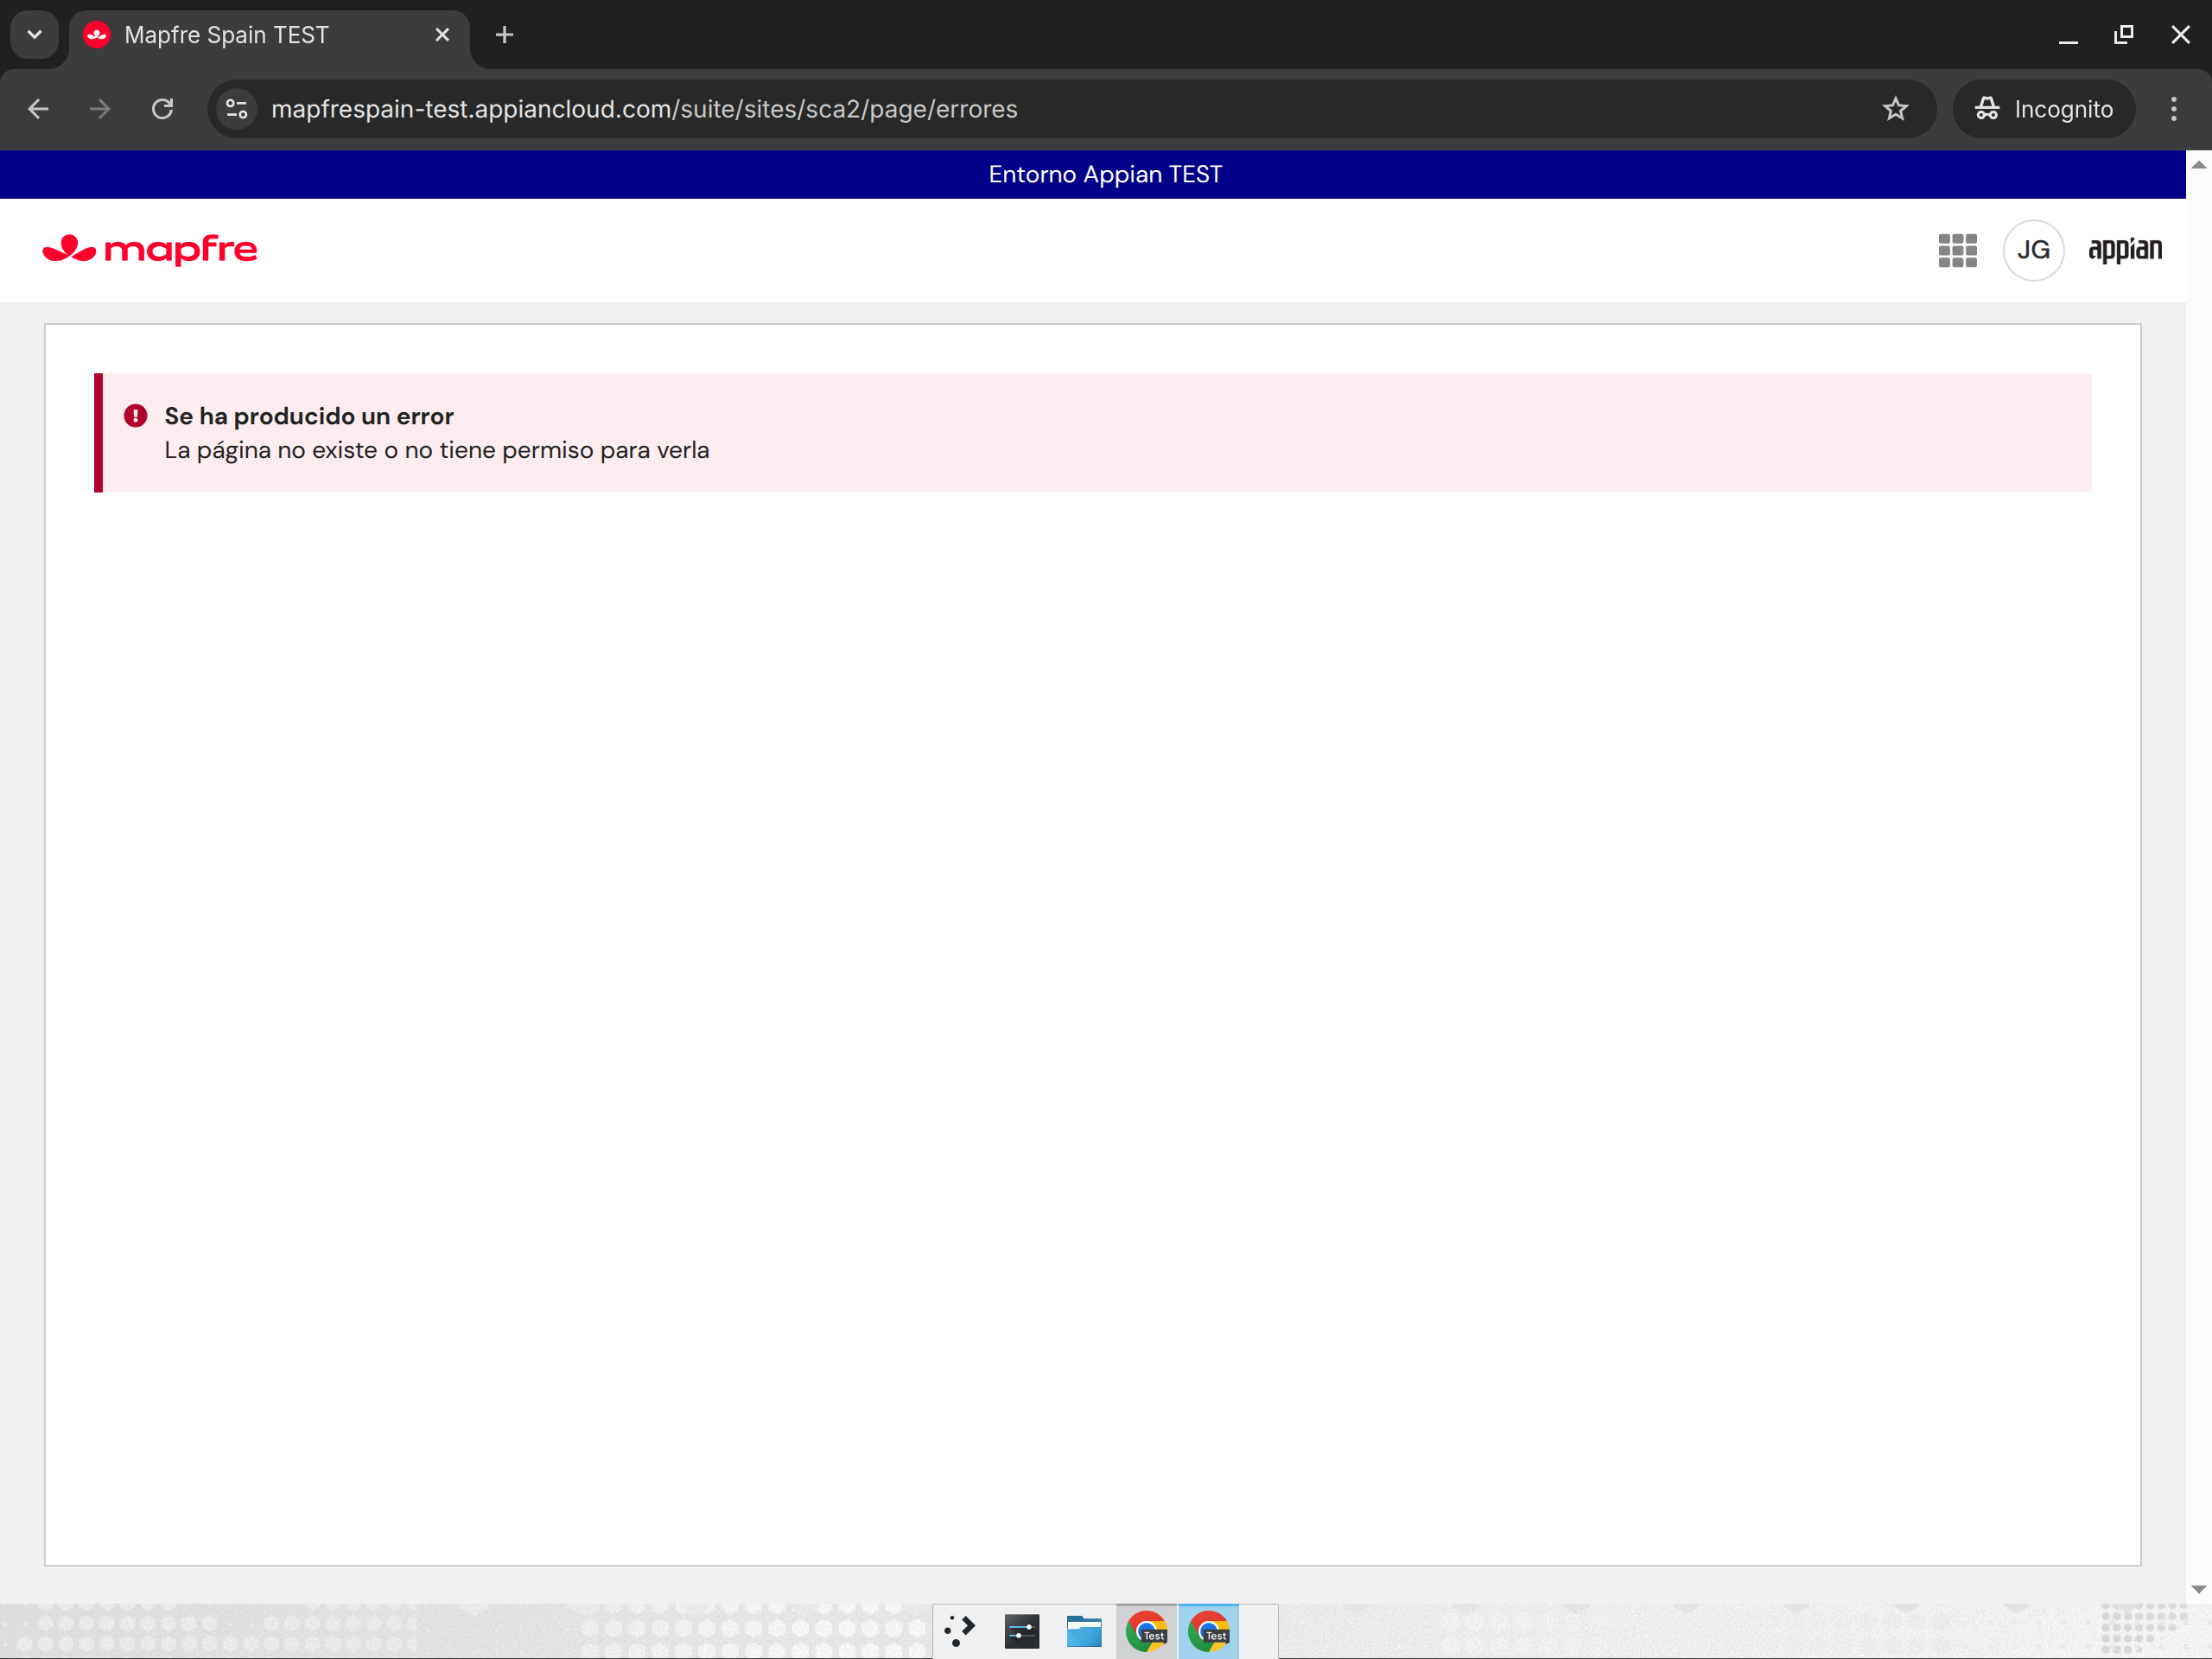 Mapfre Spain TEST
mapfrespain-test.appiancloud.com/suite/sites/sca2/page/errores
Incognito
Entorno Appian TEST
mapfre
JG
appian
Se ha producido un error
La página no existe o no tiene permiso para verla
Test
Test